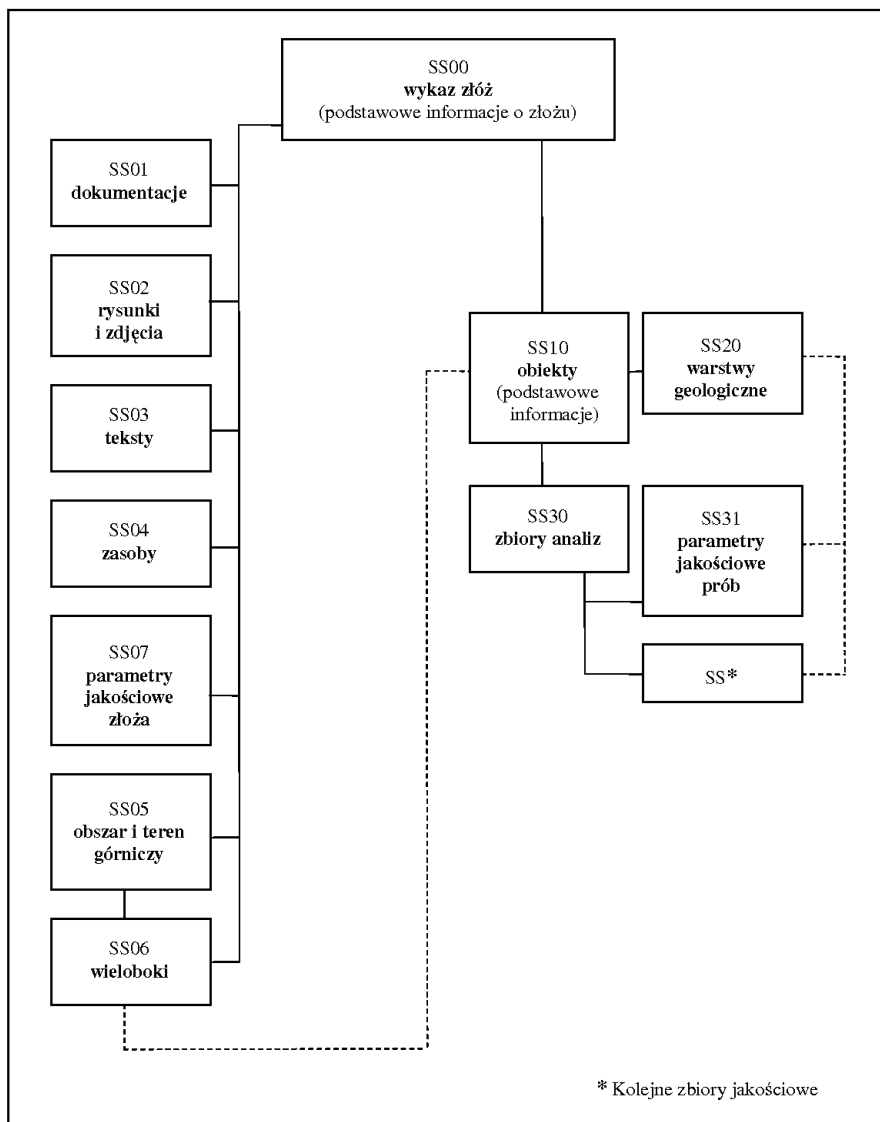 SS00
wykaz złóż
(podstawowe informacje o złożu)
SS01
dokumentacje
SS02
rysunki
i zdjęcia
SS03
teksty
SS04
zasoby
SS07
parametry
jakościowe
złoża
SS05
obszar i teren
górniczy
SS06
wieloboki
SS10
obiekty
(podstawowe
informacje)
SS20
warstwy
geologiczne
SS30
zbiory analiz
SS31
parametry
jakościowe
prób
SS*
* Kolejne zbiory jakościowe